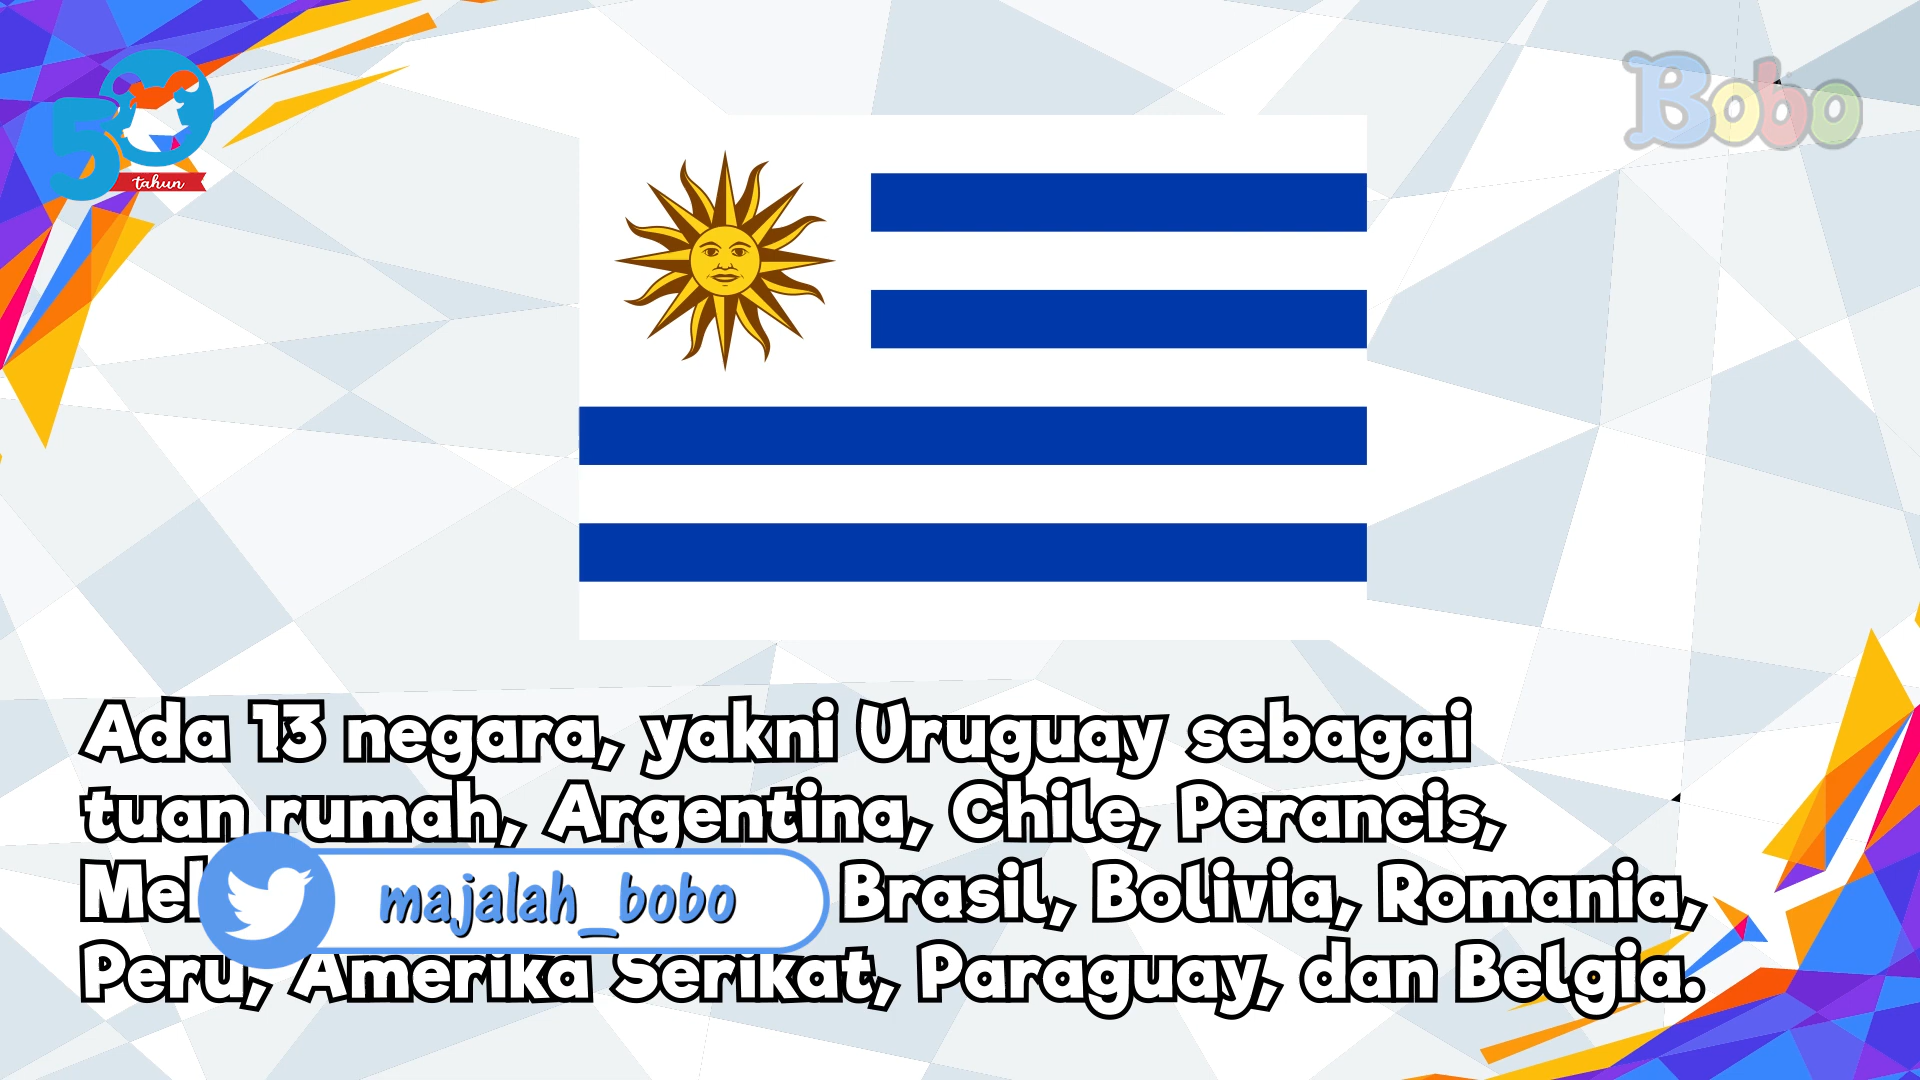 50
tahun
Bobo
Ada 13 negara, yakni Uruguay sebagai
tuan rumah, Argentina, Chile, Perancis,
Brasil, Bolivia, Romania,
majalah_bobo
Peru, Amerika Serikat, Paraguay, dan Belgia.